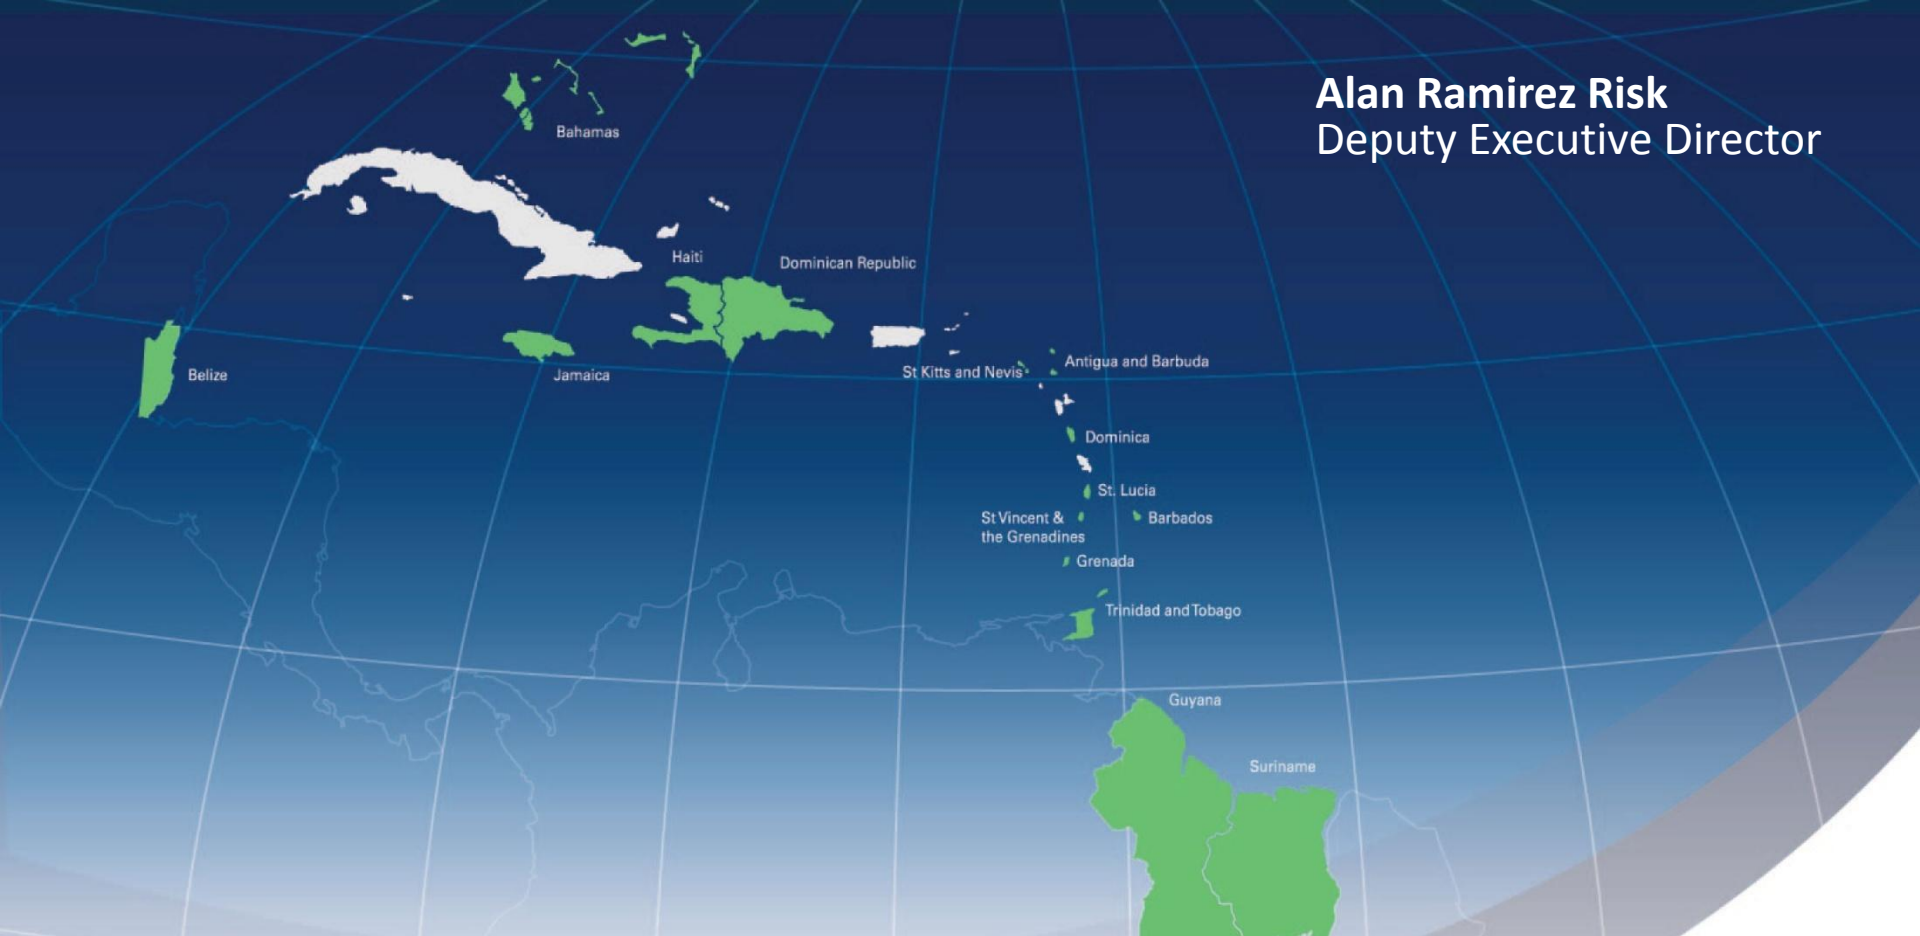 Alan Ramirez Risk
Deputy Executive Director
Bahamas
Haiti
Dominican Republic
Belize
Jamaica
St Kitts and Nevis
Antigua and Barbuda
Dominica
St. Lucia
St Vincent &
the Grenadines
Barbados
Grenada
Trinidad and Tobago
Guyana
Suriname